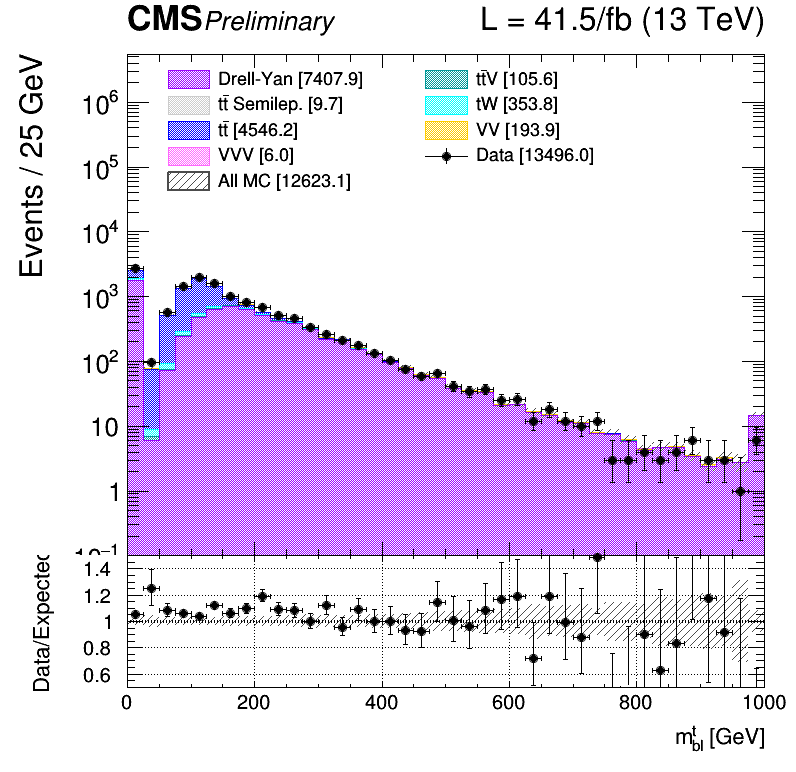 CMS Preliminary L = 41.5/fb (13 TeV)
Events / 25 GeV
Drell-Yan [7407.9]
tt̄ Semilep. [9.7]
tt̄ [4546.2]
VVV [6.0]
All MC [12623.1]
tt̄V [105.6]
tW [353.8]
VV [193.9]
Data [13496.0]
10⁶
10⁵
10⁴
10³
10²
10
1
10⁻¹
Data/Expected
1.4
1.2
1
0.8
0.6
0 200 400 600 800 1000
mᵗbl [GeV]